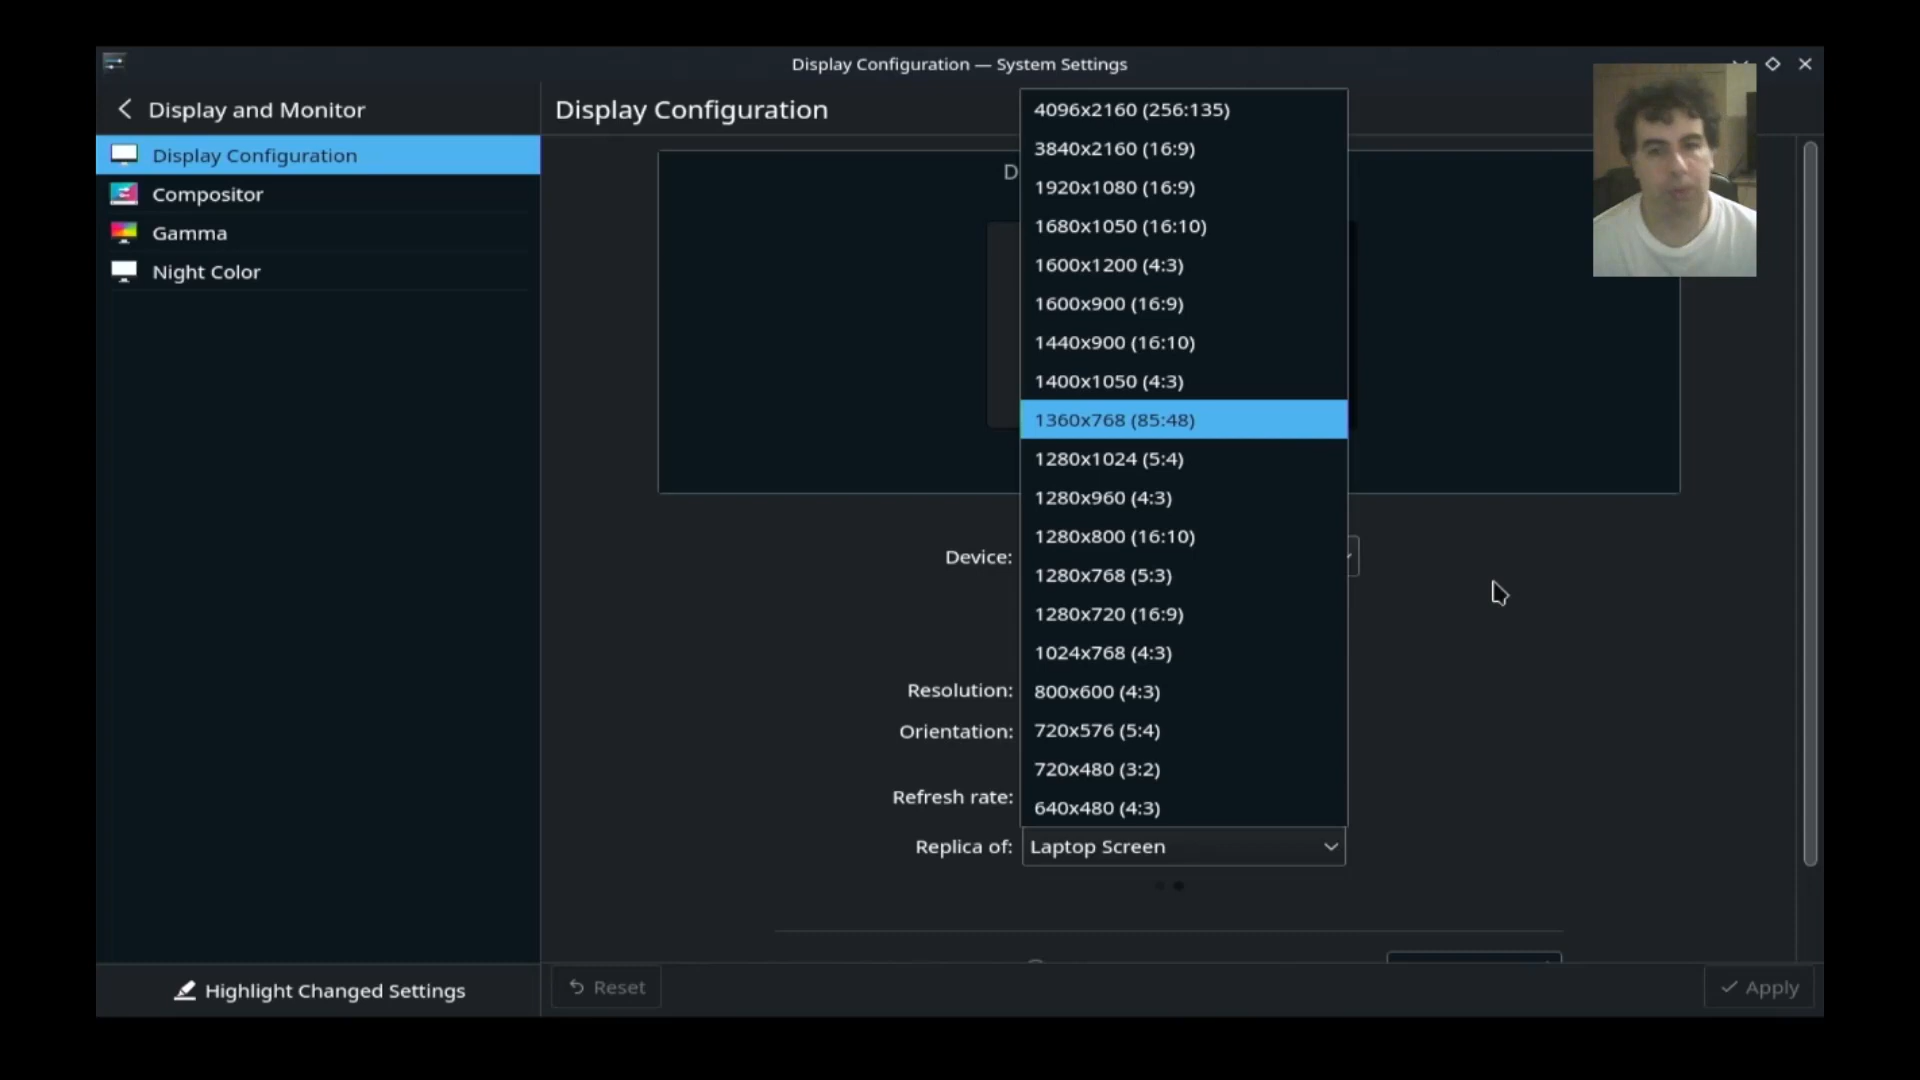 Display Configuration — System Settings
Display and Monitor
Display Configuration
Compositor
Gamma
Night Color
Highlight Changed Settings
Display Configuration
D
4096x2160 (256:135)
3840x2160 (16:9)
1920x1080 (16:9)
1680x1050 (16:10)
1600x1200 (4:3)
1600x900 (16:9)
1440x900 (16:10)
1400x1050 (4:3)
1360x768 (85:48)
1280x1024 (5:4)
1280x960 (4:3)
1280x800 (16:10)
1280x768 (5:3)
1280x720 (16:9)
1024x768 (4:3)
800x600 (4:3)
720x576 (5:4)
720x480 (3:2)
640x480 (4:3)
Device:
Resolution:
Orientation:
Refresh rate:
Replica of: Laptop Screen
Reset
Apply